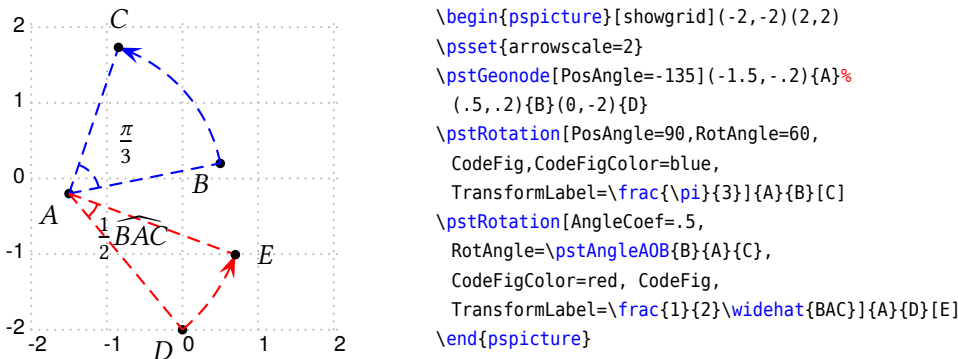 C
2
1
π
3
0
B
A
1
2
BAC
-1
E
-2
D
-2
-1
0
1
2
\begin{pspicture}[showgrid](-2,-2)(2,2)
\psset{arrowscale=2}
\pstGeonode[PosAngle=-135](-1.5,-.2){A}%
(.5,.2){B}(0,-2){D}
\pstRotation[PosAngle=90,RotAngle=60,
CodeFig,CodeFigColor=blue,
TransformLabel=\frac{\pi}{3}]{A}{B}[C]
\pstRotation[AngleCoef=.5,
RotAngle=\pstAngleAOB{B}{A}{C},
CodeFigColor=red, CodeFig,
TransformLabel=\frac{1}{2}\widehat{BAC}]{A}{D}[E]
\end{pspicture}